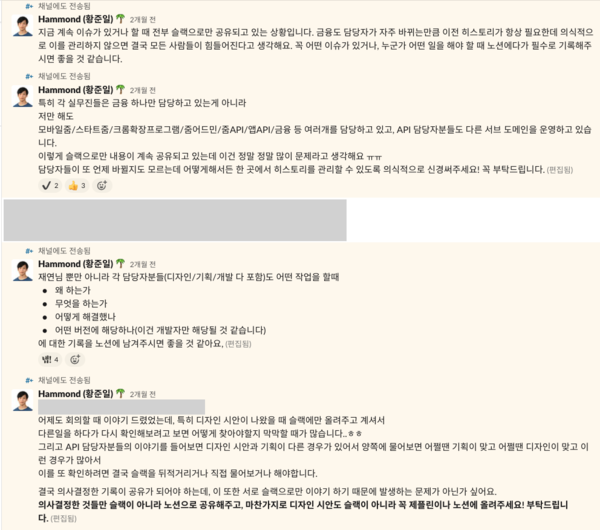 채널에도 전송됨
Hammond (황준일) 2개월 전
지금 계속 이슈가 있거나 할 때 전부 슬랙으로만 공유되고 있는 상황입니다. 금융도 담당자가 자주 바뀌는만큼 이전 히스토리가 항상 필요한데 의식적으
로 이를 관리하지 않으면 결국 모든 사람들이 힘들어진다고 생각해요. 꼭 어떤 이슈가 있거나, 누군가 어떤 일을 해야 할 때 노션에다가 필수로 기록해주
시면 좋을 것 같습니다.
채널에도 전송됨
Hammond (황준일) 2개월 전
특히 각 실무진들은 금융 하나만 담당하고 있는게 아니라
저만 해도
모바일줌/스타트줌/크롬확장프로그램/줌어드민/줌API/앱API/금융 등 여러개를 담당하고 있고, API 담당자분들도 다른 서브 도메인을 운영하고 있습
니다.
이렇게 슬랙으로만 내용이 계속 공유되고 있는데 이건 정말 정말 많이 문제라고 생각해요 ㅠㅠ
담당자들이 또 언제 바뀔지도 모르는데 어떻게해서든 한 곳에서 히스토리를 관리할 수 있도록 의식적으로 신경써주세요! 꼭 부탁드립니다. (편집됨)
2 3
채널에도 전송됨
Hammond (황준일) 2개월 전
재연님 뿐만 아니라 각 담당자분들(디자인/기획/개발 다 포함)도 어떤 작업을 할때
• 왜 하는가
• 무엇을 하는가
• 어떻게 해결했나
• 어떤 버전에 해당하나(이건 개발자만 해당될 것 같습니다)
에 대한 기록을 노션에 남겨주시면 좋을 것 같아요. (편집됨)
넵! 4
채널에도 전송됨
Hammond (황준일) 2개월 전
어제도 회의할 때 이야기 드렸었는데, 특히 디자인 시안이 나왔을 때 슬랙에만 올려주고 계셔서
다른일을 하다가 다시 확인해보려고 보면 어떻게 찾아야할지 막막할 때가 많습니다..ㅎㅎ
그리고 API 담당자분들의 이야기를 들어보면 디자인 시안과 기획이 다른 경우가 있어서 양쪽에 물어보면 어쩔땐 기획이 맞고 어쩔땐 디자인이 맞고 이
런 경우가 많아서
이를 또 확인하려면 결국 슬랙을 뒤적거리거나 직접 물어보거나 해야합니다.
결국 의사결정한 기록이 공유가 되어야 하는데, 이 또한 서로 슬랙으로만 이야기 하기 때문에 발생하는 문제가 아닌가 싶어요.
의사결정한 것들만 슬랙이 아니라 노션으로 공유해주고, 마찬가지로 디자인 시안도 슬랙이 아니라 꼭 제플린이나 노션에 올려주세요! 부탁드립니
다. (편집됨)